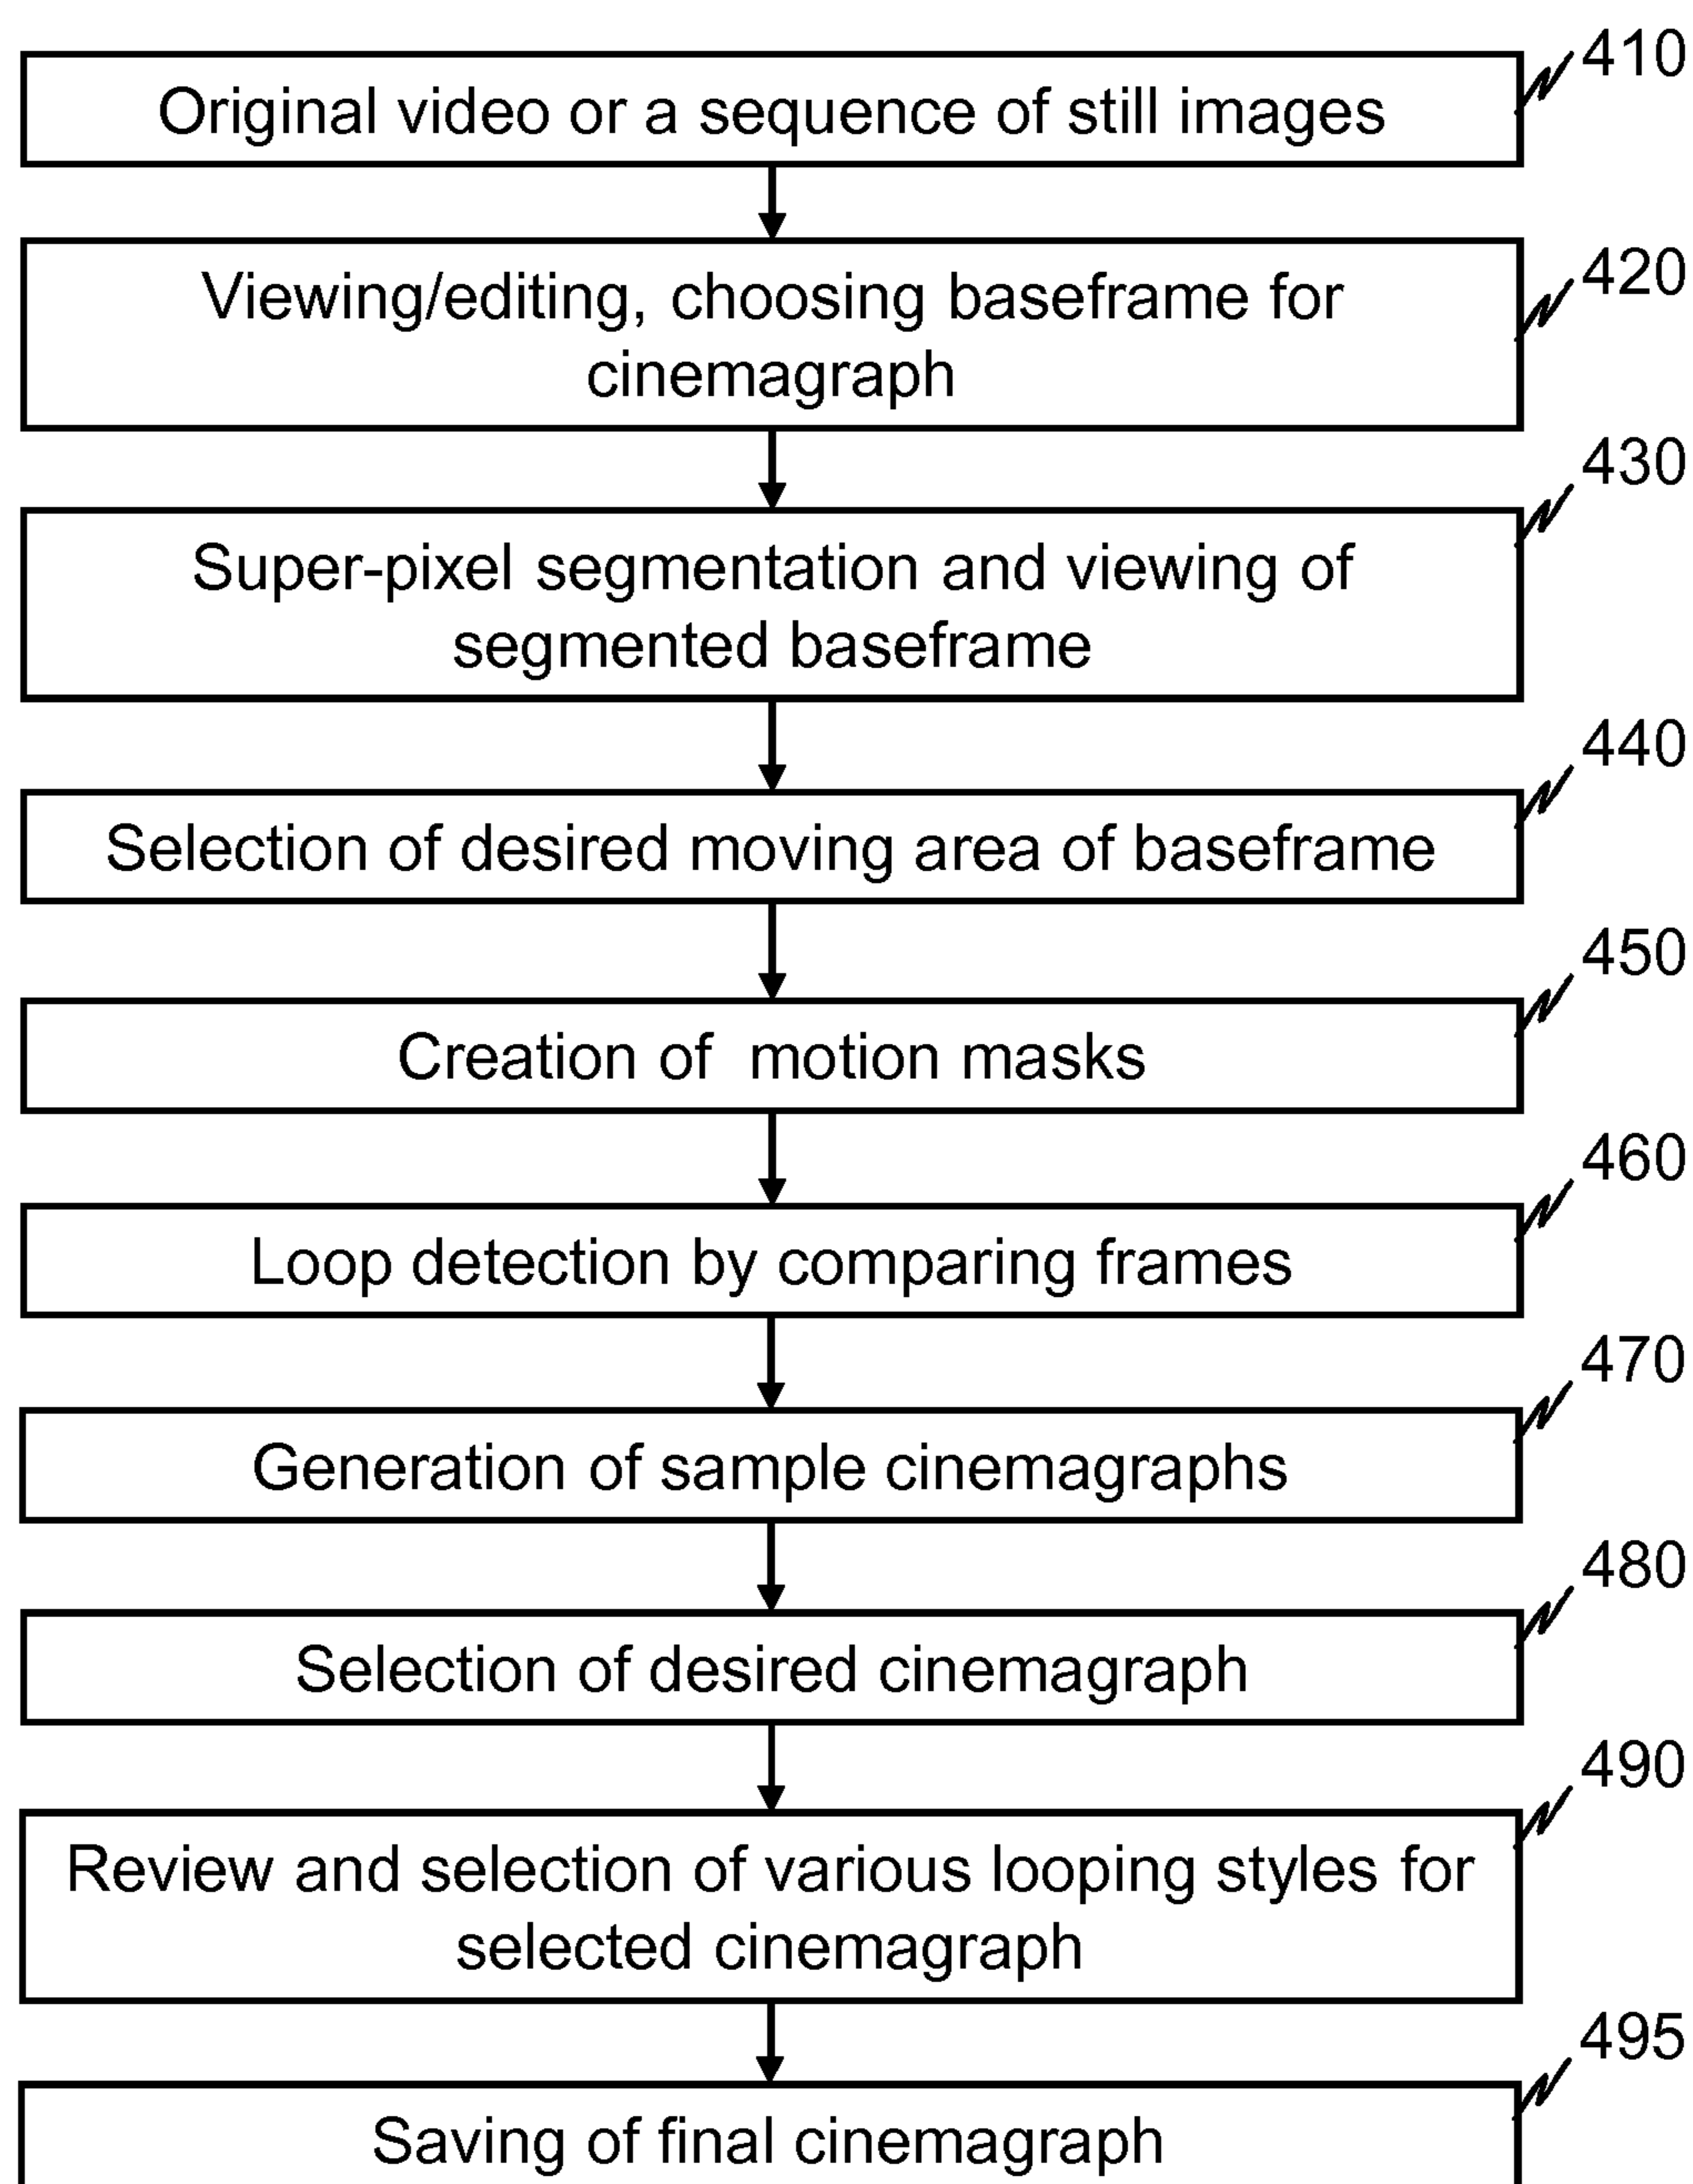 410
Original video or a sequence of still images
420
Viewing/editing, choosing baseframe for
cinemagraph
430
Super-pixel segmentation and viewing of
segmented baseframe
440
Selection of desired moving area of baseframe
450
Creation of  motion masks
460
Loop detection by comparing frames
470
Generation of sample cinemagraphs
480
Selection of desired cinemagraph
490
Review and selection of various looping styles for
selected cinemagraph
495
Saving of final cinemagraph